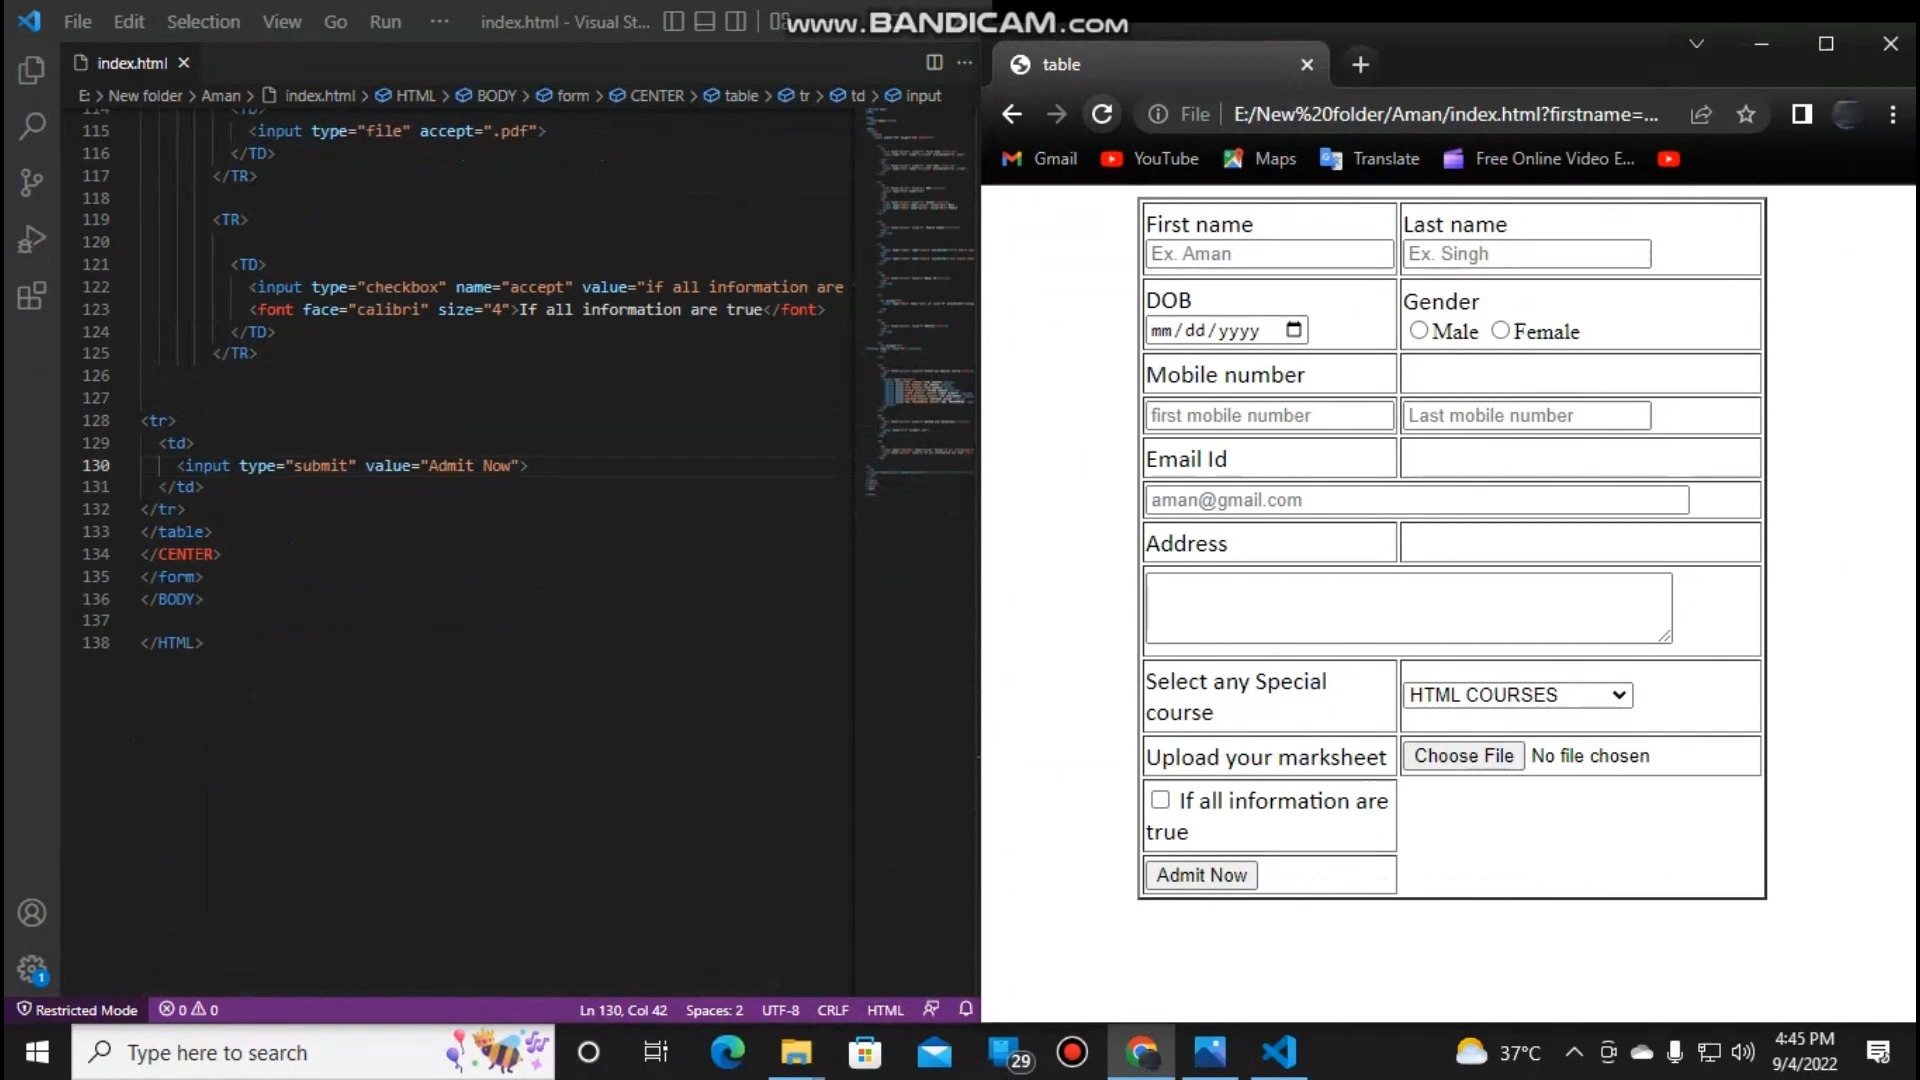 File Edit Selection View Go Run ··· index.html - Visual St...
www.BANDICAM.com
index.html
E: > New folder > Aman > index.html > HTML > BODY > form > CENTER > table > tr > td > input
115 <input type="file" accept=".pdf">
116 </TD>
117 </TR>
118
119 <TR>
120
121 <TD>
122 <input type="checkbox" name="accept" value="if all information are
123 <font face="calibri" size="4">If all information are true</font>
124 </TD>
125 </TR>
126
127
128 <tr>
129 <td>
130 <input type="submit" value="Admit Now">
131 </td>
132 </tr>
133 </table>
134 </CENTER>
135 </form>
136 </BODY>
137
138 </HTML>
1
Restricted Mode 0 0 Ln 130, Col 42 Spaces: 2 UTF-8 CRLF HTML
table
File E:/New%20folder/Aman/index.html?firstname=...
Gmail YouTube Maps Translate Free Online Video E...
First name Last name
Ex. Aman Ex. Singh
DOB Gender
mm/dd/yyyy Male Female
Mobile number
first mobile number Last mobile number
Email Id
aman@gmail.com
Address
Select any Special
course
HTML COURSES
Upload your marksheet Choose File No file chosen
If all information are
true
Admit Now
Type here to search
29
37°C
4:45 PM
9/4/2022